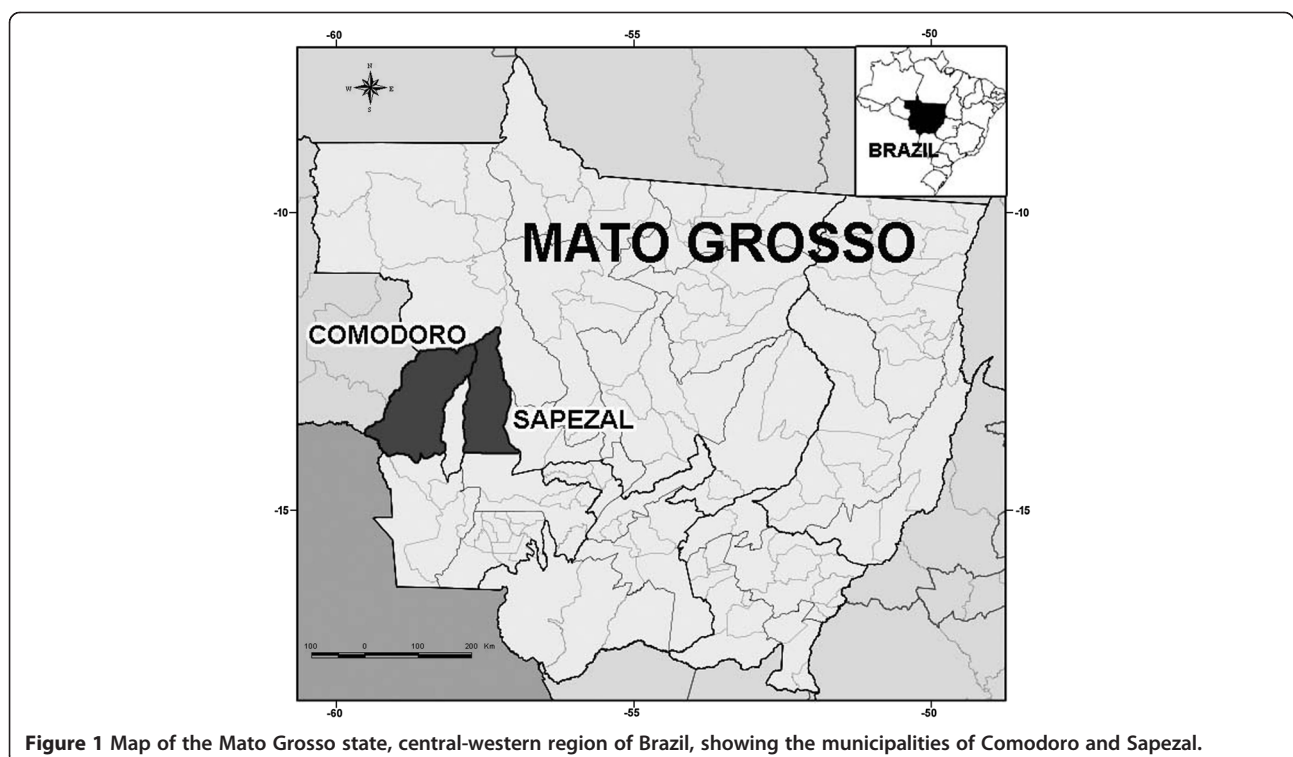 -60 -55 -50
N
W E
S
BRAZIL
-10 -10
MATO GROSSO
COMODORO
SAPEZAL
-15 -15
100 0 100 200 Km
-60 -55 -50
Figure 1 Map of the Mato Grosso state, central-western region of Brazil, showing the municipalities of Comodoro and Sapezal.